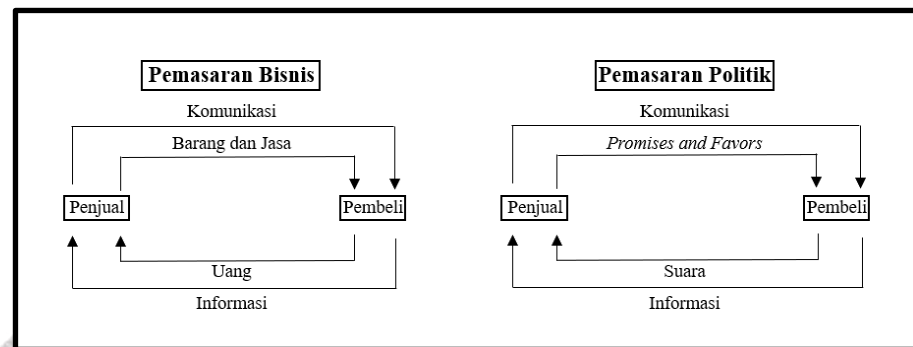 Pemasaran Bisnis
Komunikasi
Barang dan Jasa
Penjual
Pembeli
Uang
Informasi
Pemasaran Politik
Komunikasi
Promises and Favors
Penjual
Pembeli
Suara
Informasi